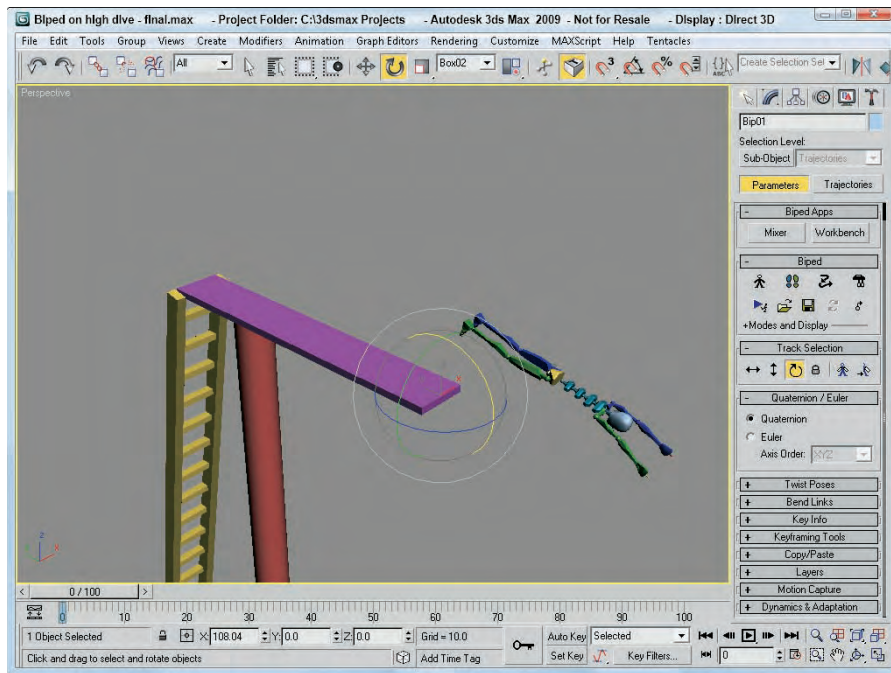 Biped on high dive - final.max - Project Folder: C:\3dsmax Projects - Autodesk 3ds Max 2009 - Not for Resale - Display : Direct 3D
File Edit Tools Group Views Create Modifiers Animation Graph Editors Rendering Customize MAXScript Help Tentacles
All Box02 3 % ABC Create Selection Sel
Perspective
Bip01
Selection Level:
Sub-Object Trajectories
Parameters Trajectories
- Biped Apps
Mixer Workbench
- Biped
+Modes and Display
- Track Selection
- Quaternion / Euler
Quaternion
Euler
Axis Order: XYZ
+ Twist Poses
+ Bend Links
+ Key Info
+ Keyframing Tools
+ Copy/Paste
+ Layers
+ Motion Capture
+ Dynamics & Adaptation
x
z
x
< 0 / 100 >
0 10 20 30 40 50 60 70 80 90 100
1 Object Selected X: 108.04 Y: 0.0 Z: 0.0 Grid = 10.0 Auto Key Selected
Click and drag to select and rotate objects Add Time Tag Set Key Key Filters... 0